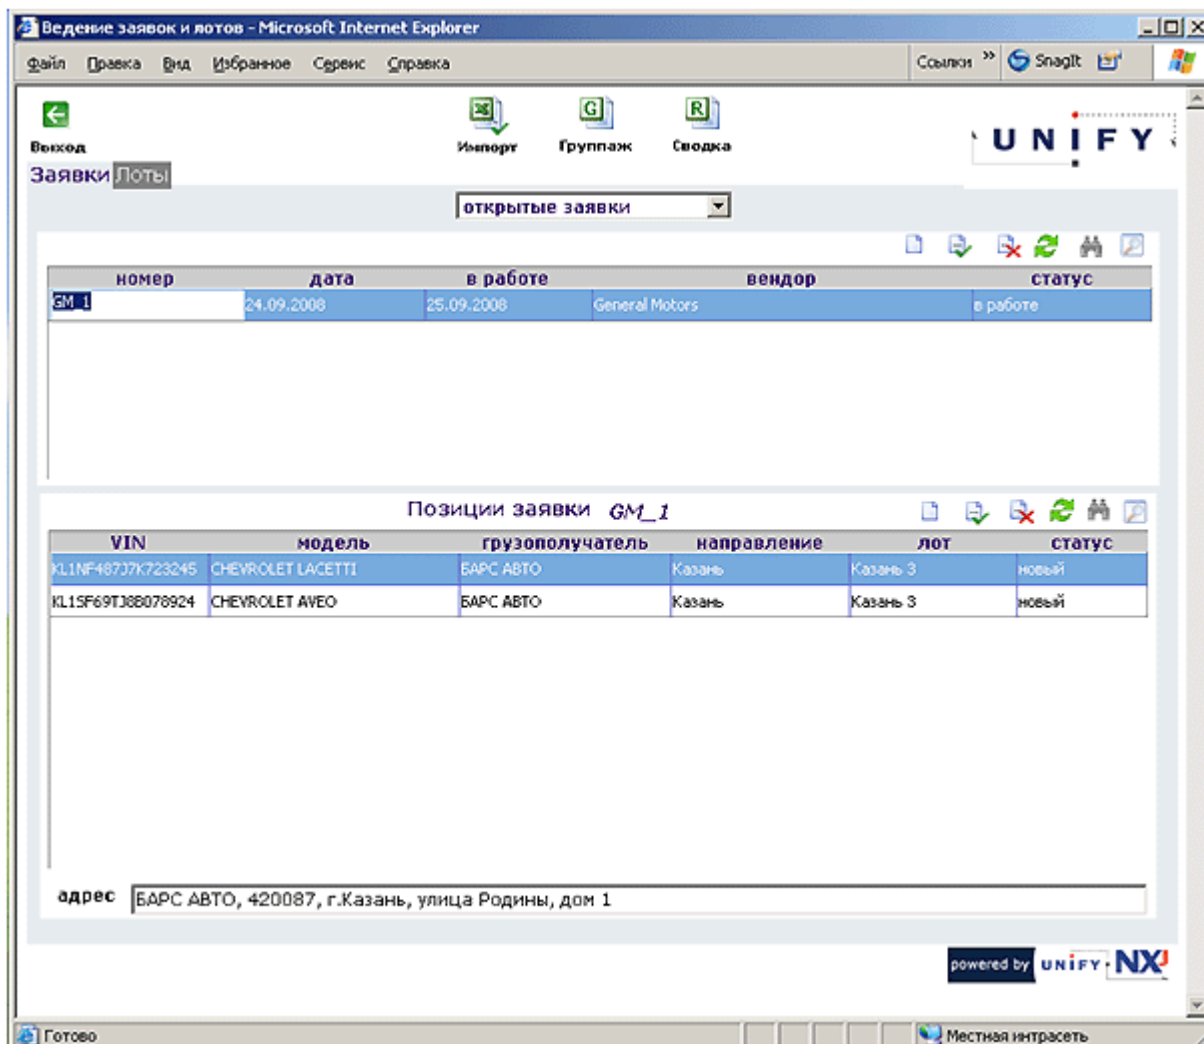 Ведение заявок и лотов - Microsoft Internet Explorer
Файл Правка Вид Избранное Сервис Справка Ссылки » SnagIt
Выход Импорт Группаж Сводка UNIFY
Заявки Лоты
открытые заявки
номер дата в работе вендор статус
GM_1 24.09.2008 25.09.2008 General Motors в работе
Позиции заявки GM_1
VIN модель грузополучатель направление лот статус
KL1NF487J7K723245 CHEVROLET LACETTI БАРС АВТО Казань Казань 3 новый
KL1SF69TJ8B078924 CHEVROLET AVEO БАРС АВТО Казань Казань 3 новый
адрес БАРС АВТО, 420087, г.Казань, улица Родины, дом 1
powered by UNIFY NXJ
Готово Местная интрасеть